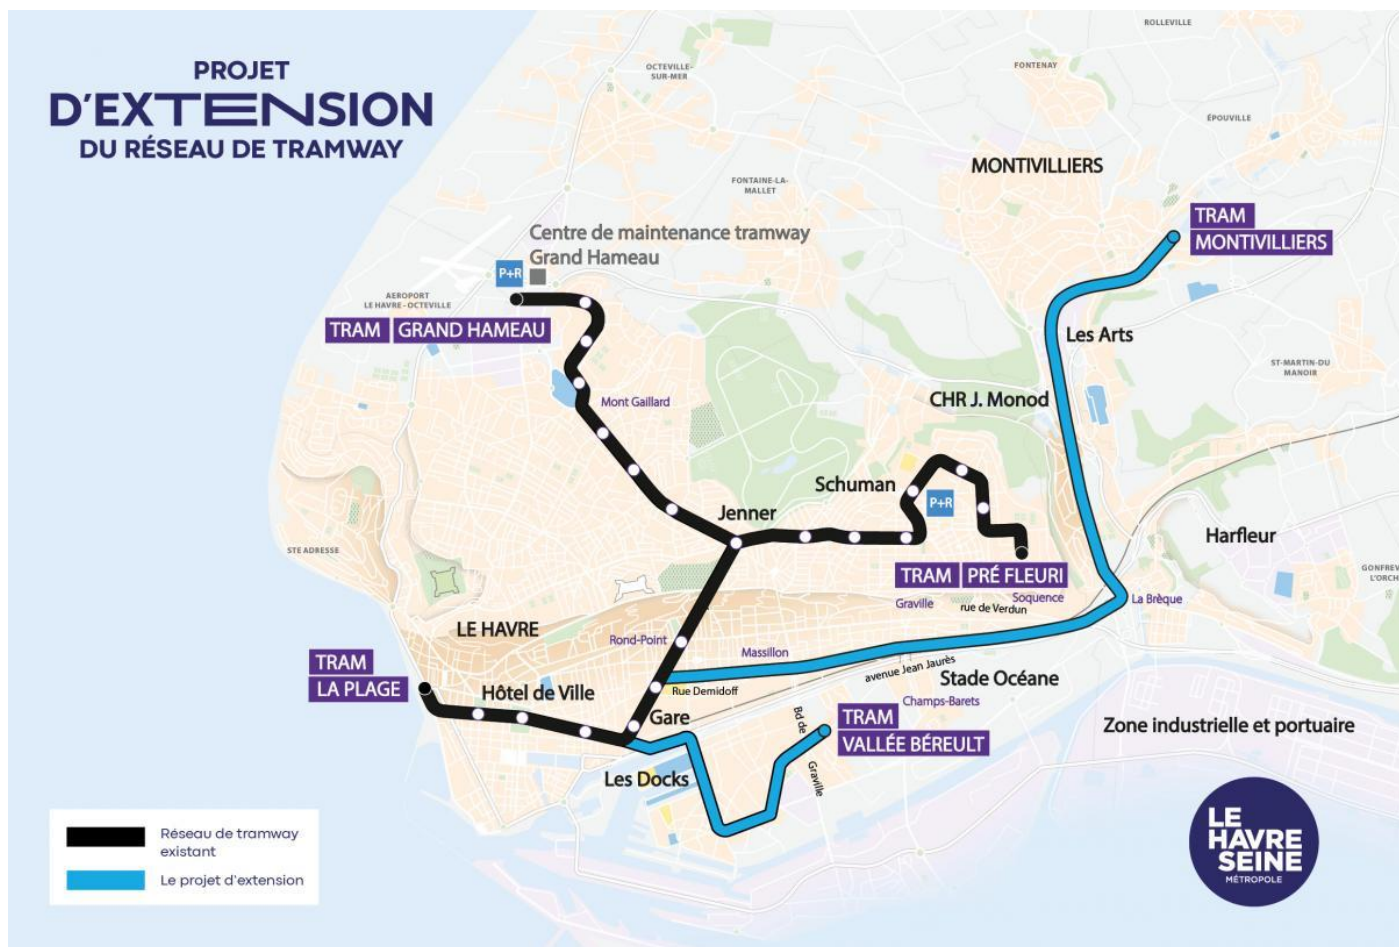 PROJET
D'EXTENSION
DU RÉSEAU DE TRAMWAY
ROLLEVILLE
OCTEVILLE-
SUR-MER
FONTENAY
ÉPOUVILLE
MONTIVILLIERS
FONTAINE-LA-
MALLET
TRAM
MONTIVILLIERS
Centre de maintenance tramway
Grand Hameau
P+R
AEROPORT
LE HAVRE - OCTEVILLE
TRAM GRAND HAMEAU
Les Arts
ST-MARTIN-DU
MANOIR
Mont Gaillard
CHR J. Monod
Schuman
P+R
Jenner
Harfleur
STE ADRESSE
TRAM PRÉ FLEURI
GONFREV
L'ORCH
Graville
Soquence
rue de Verdun
La Brèque
LE HAVRE
Rond-Point
Massillon
TRAM
LA PLAGE
Hôtel de Ville
Rue Demidoff
avenue Jean Jaurès
Stade Océane
Champs-Barets
Gare
Bd de
Graville
TRAM
VALLÉE BÉREULT
Zone industrielle et portuaire
Les Docks
Réseau de tramway
existant
Le projet d'extension
LE
HAVRE
SEINE
MÉTROPOLE